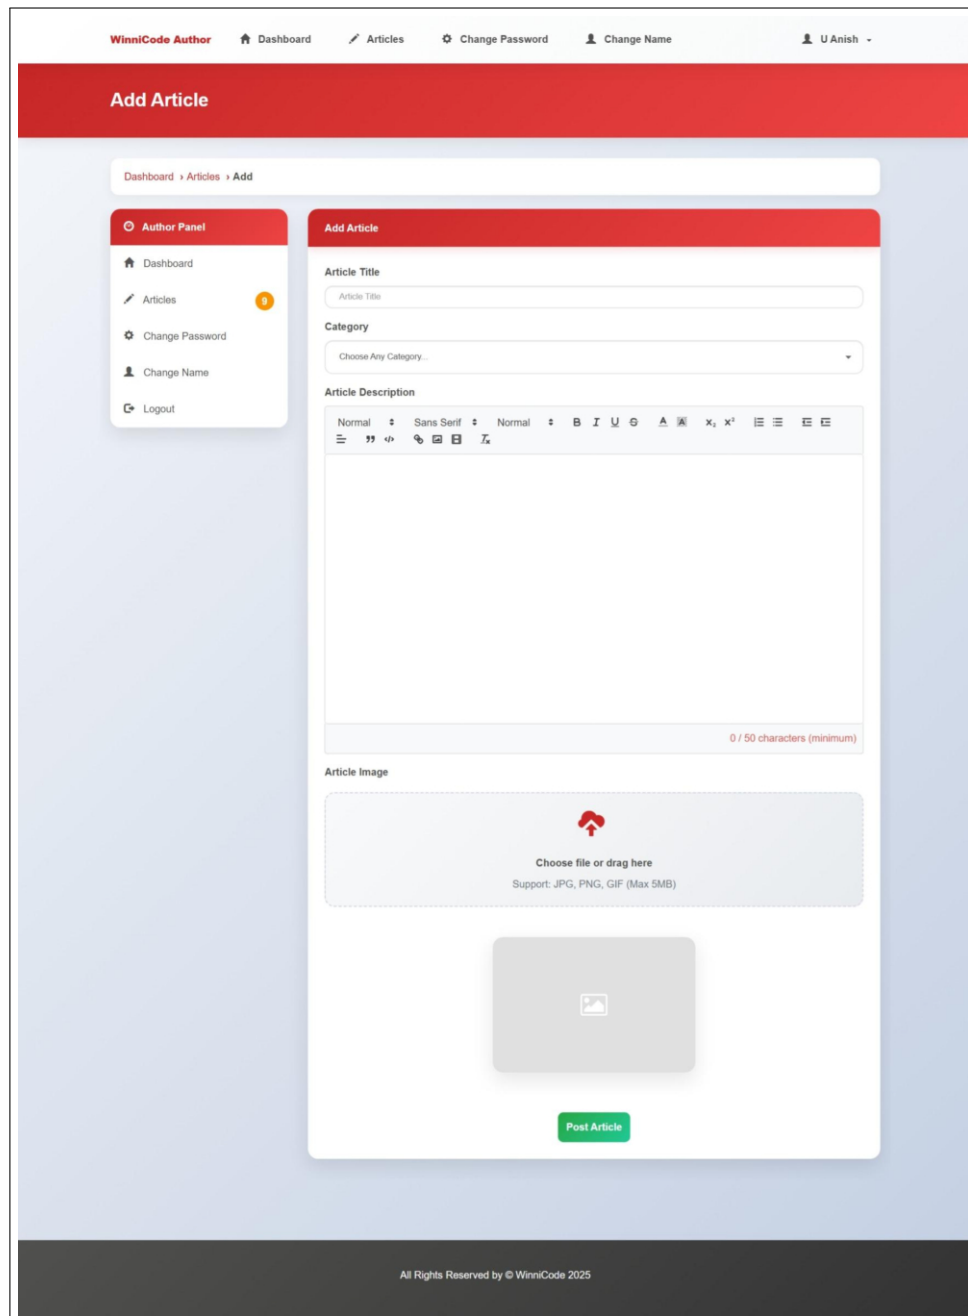 WinniCode Author Dashboard Articles Change Password Change Name U Anish
Add Article
Dashboard › Articles › Add
Author Panel
Dashboard
Articles 9
Change Password
Change Name
Logout
Add Article
Article Title
Article Title
Category
Choose Any Category...
Article Description
Normal Sans Serif Normal B I U S A A X₂ X²
0 / 50 characters (minimum)
Article Image
Choose file or drag here
Support: JPG, PNG, GIF (Max 5MB)
Post Article
All Rights Reserved by © WinniCode 2025